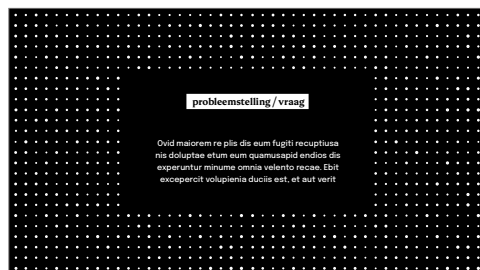 probleemstelling / vraag
Ovid maiorem re plis dis eum fugiti recuptiusa
nis doluptae etum eum quamusapid endios dis
experuntur minume omnia velento recae. Ebit
excepercit volupienia duciis est, et aut verit